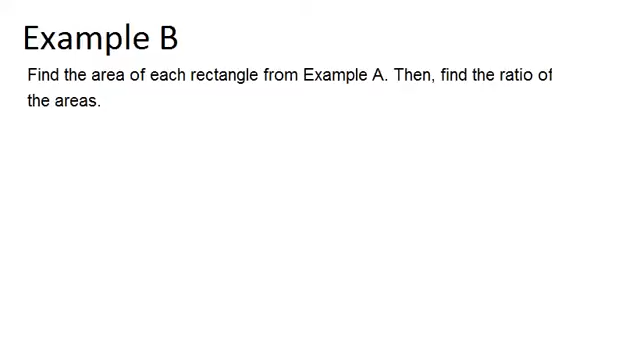 Example B
Find the area of each rectangle from Example A. Then, find the ratio of
the areas.